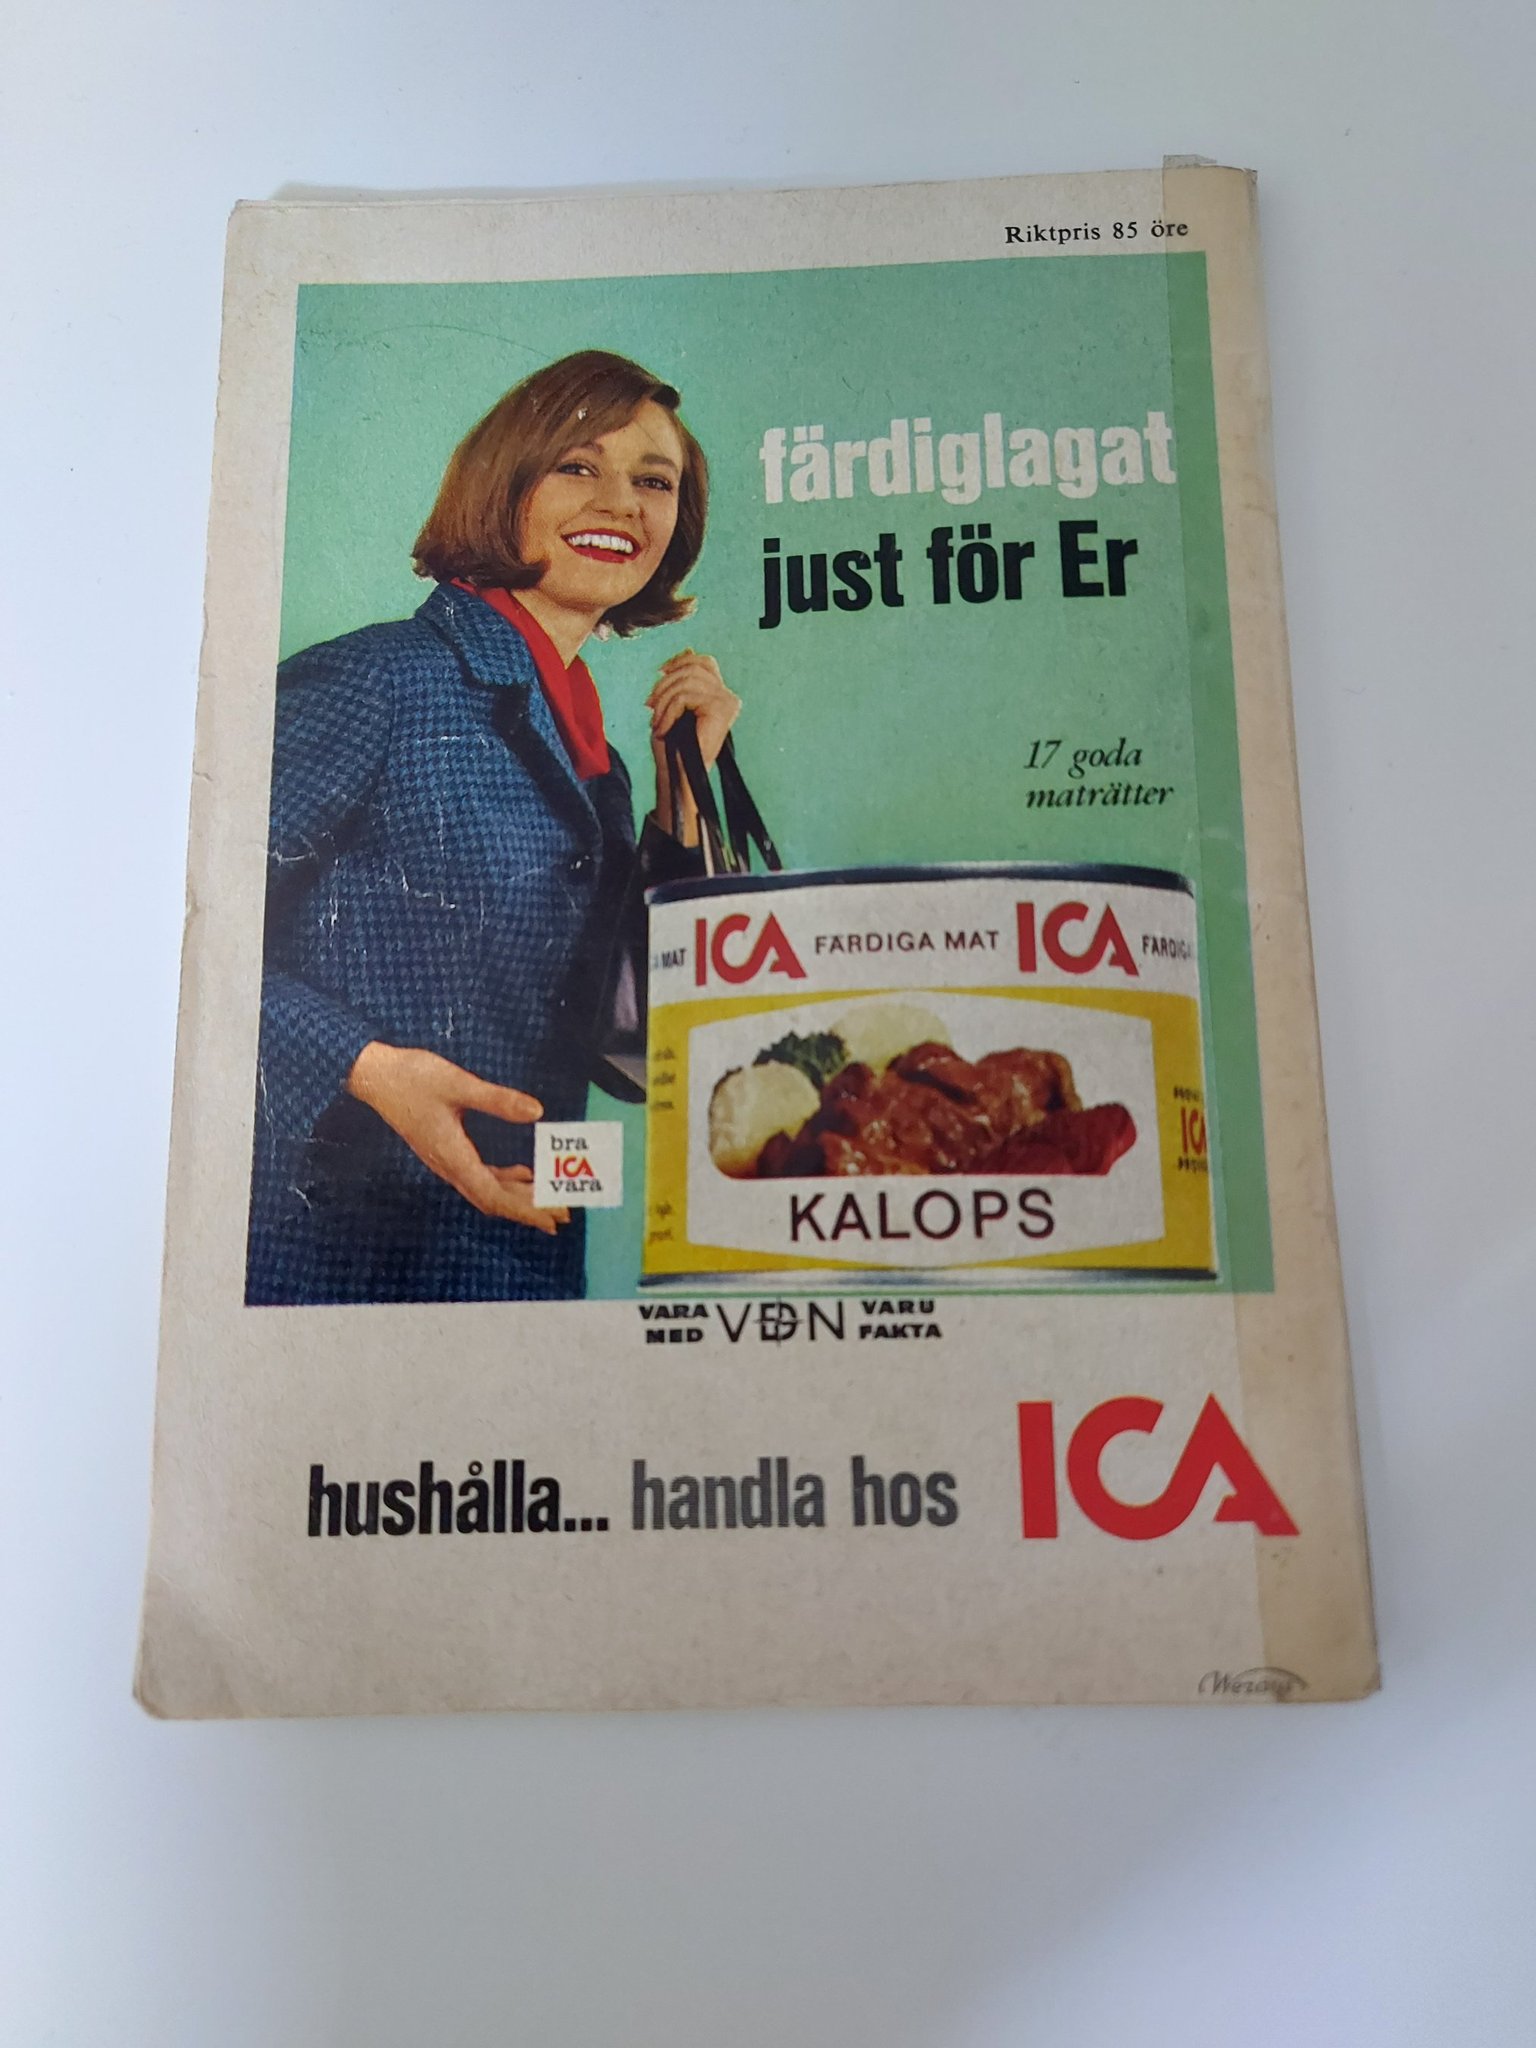 Riktpris 85 öre
färdiglagat
just för Er
17 goda
maträtter
MAT ICA FÄRDIGA MAT ICA
KALOPS
bra
ICA
vara
VARA MED VDN VARU FAKTA
hushålla... handla hos ICA